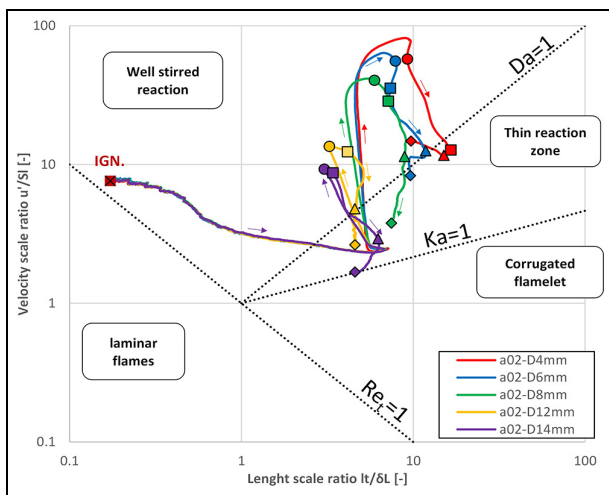 100
Well stirred
reaction
Da=1
Thin reaction
zone
IGN.
10
Velocity scale ratio u'/Sl [-]
Ka=1
Corrugated
flamelet
1
laminar
flames
Ret=1
a02-D4mm
a02-D6mm
a02-D8mm
a02-D12mm
a02-D14mm
0.1
0.1
1
10
100
Lenght scale ratio lt/δL [-]